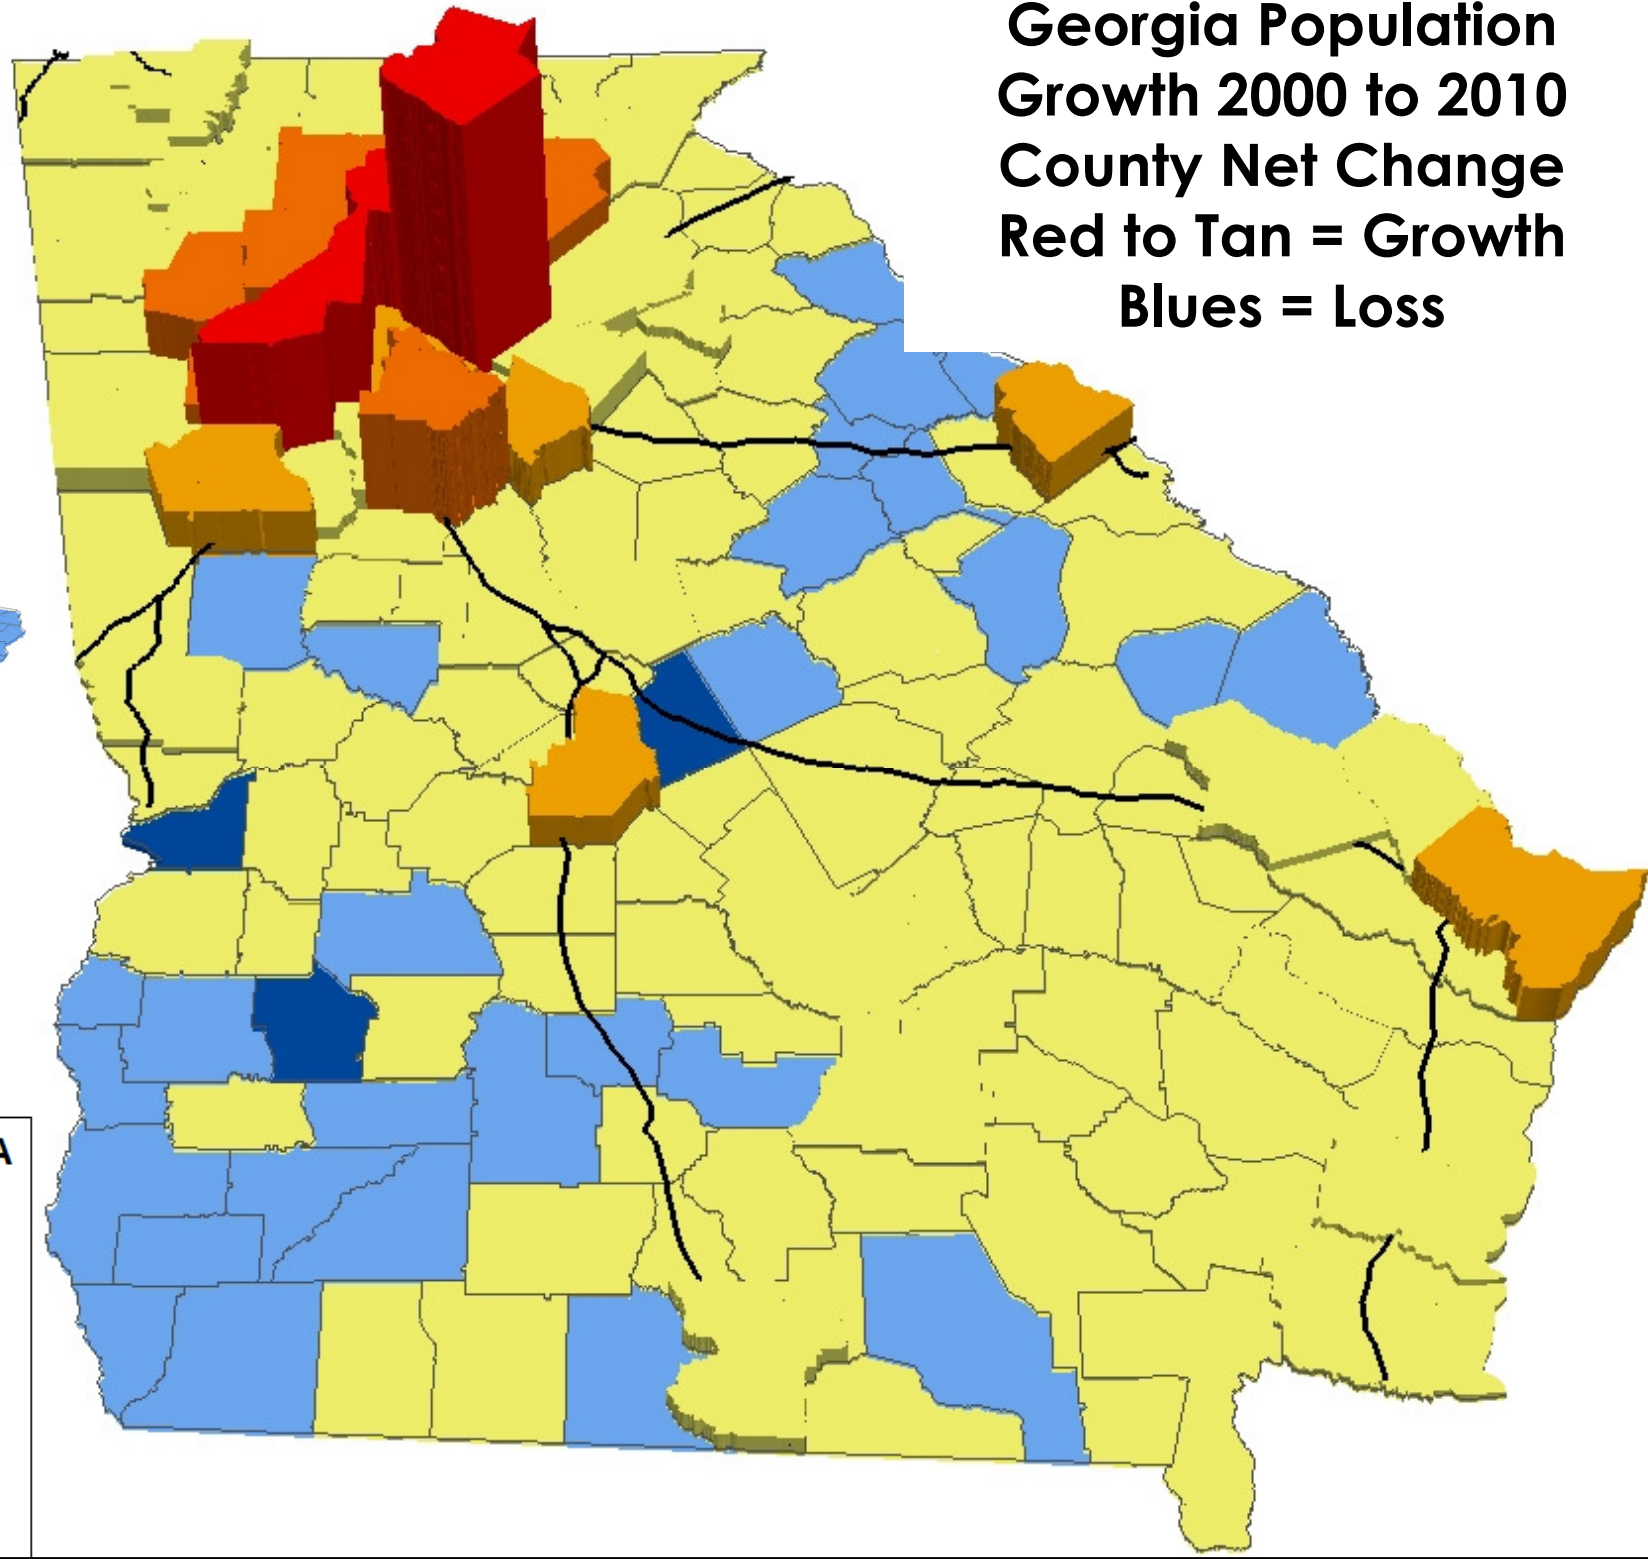 Georgia Population
Growth 2000 to 2010
County Net Change
Red to Tan = Growth
Blues = Loss
A